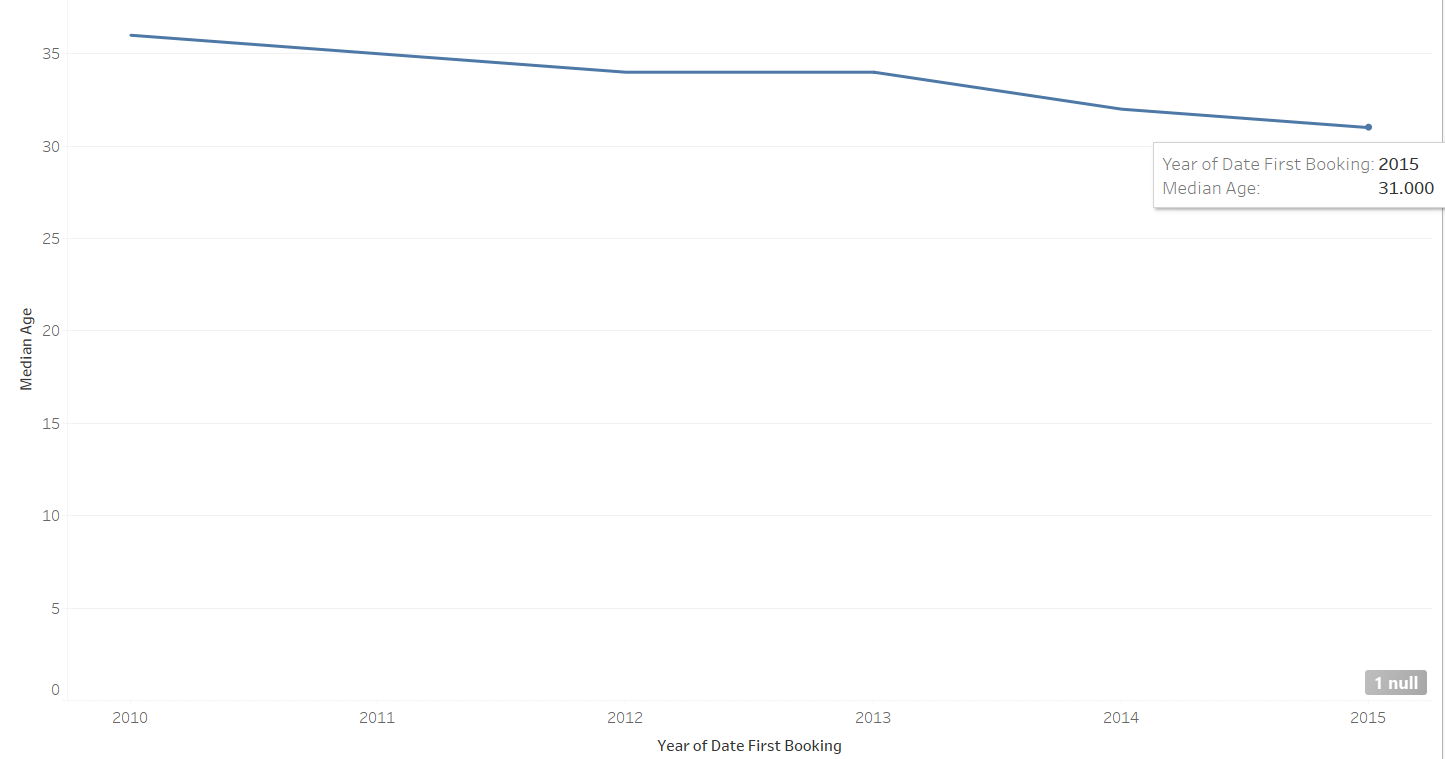 35
30
25
20
15
10
5
0
Median Age
Year of Date First Booking: 2015
Median Age: 31.000
1 null
2010 2011 2012 2013 2014 2015
Year of Date First Booking